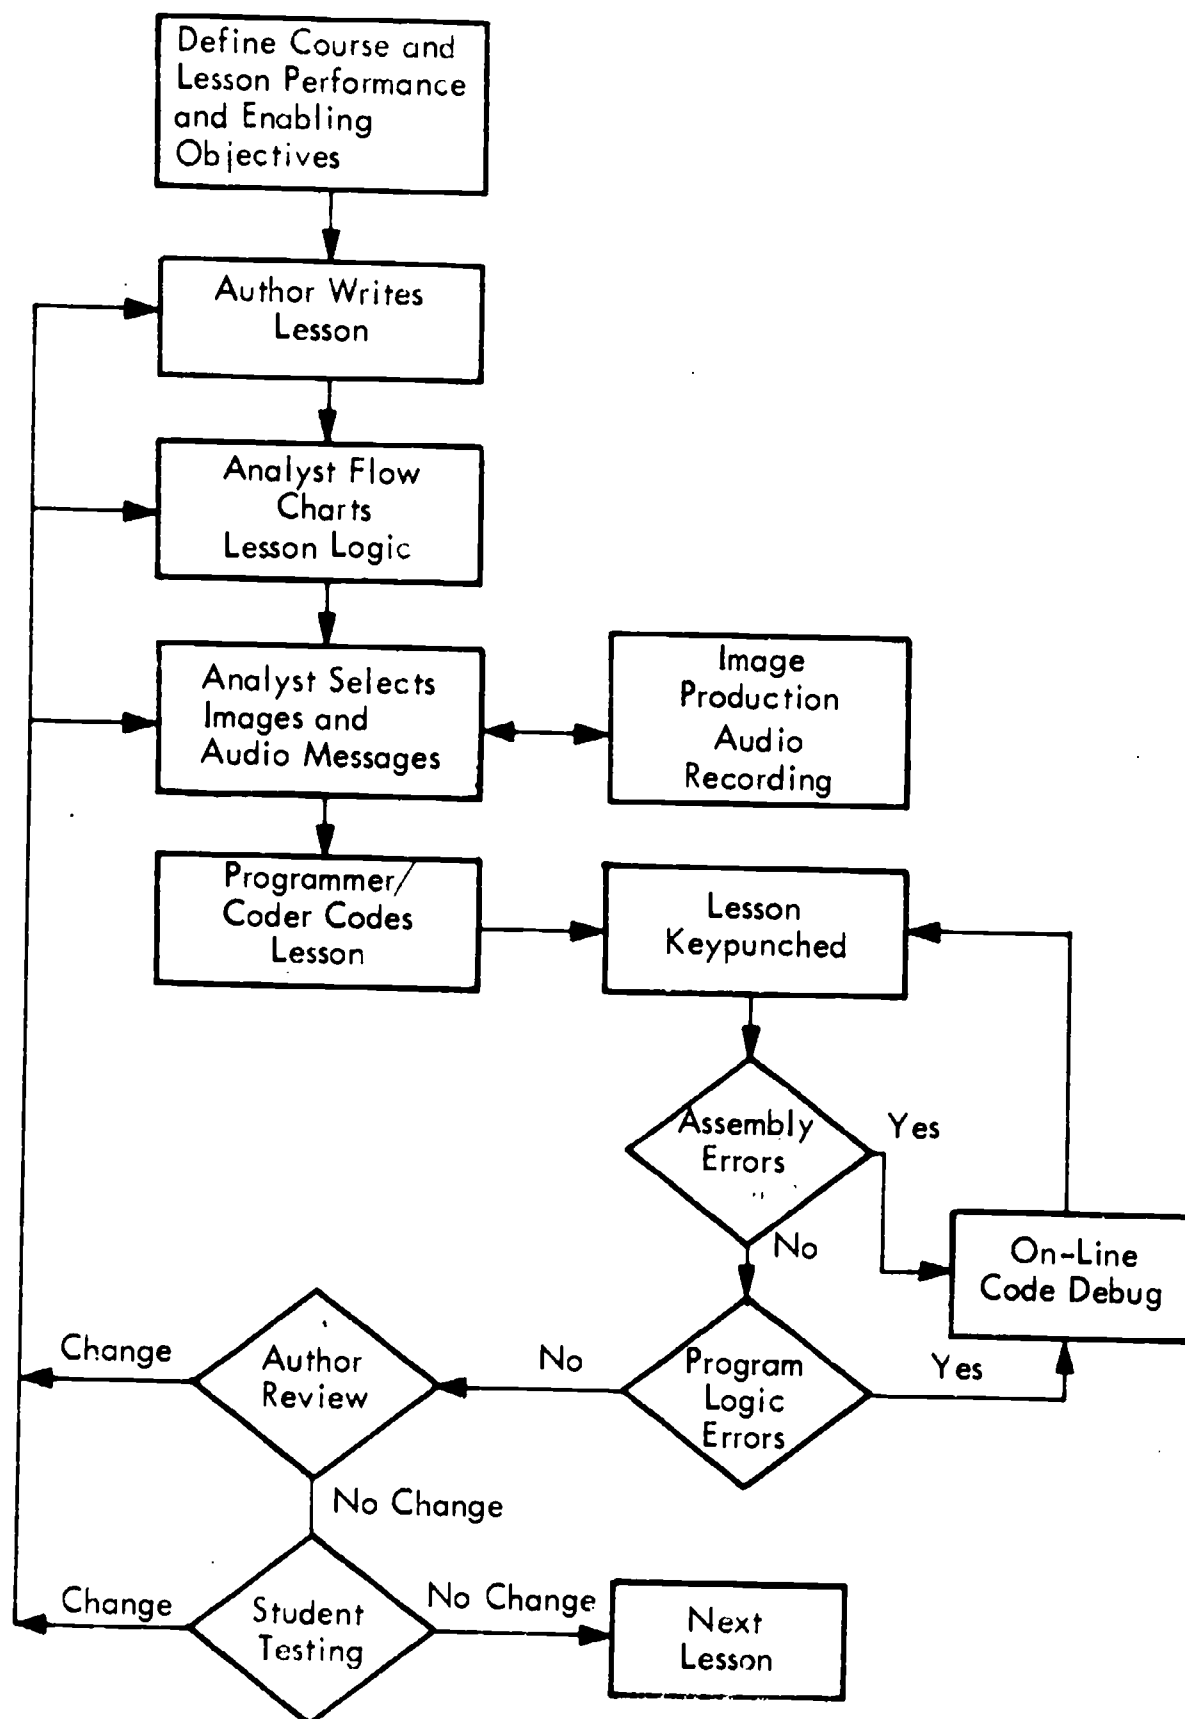 Define Course and
Lesson Performance
and Enabling
Objectives
Author Writes
Lesson
Analyst Flow
Charts
Lesson Logic
Analyst Selects
Images and
Audio Messages
Image
Production
Audio
Recording
Programmer/
Coder Codes
Lesson
Lesson
Keypunched
Assembly
Errors
Yes
No
On-Line
Code Debug
Program
Logic
Errors
Yes
No
Author
Review
Change
No Change
Student
Testing
Change
No Change
Next
Lesson